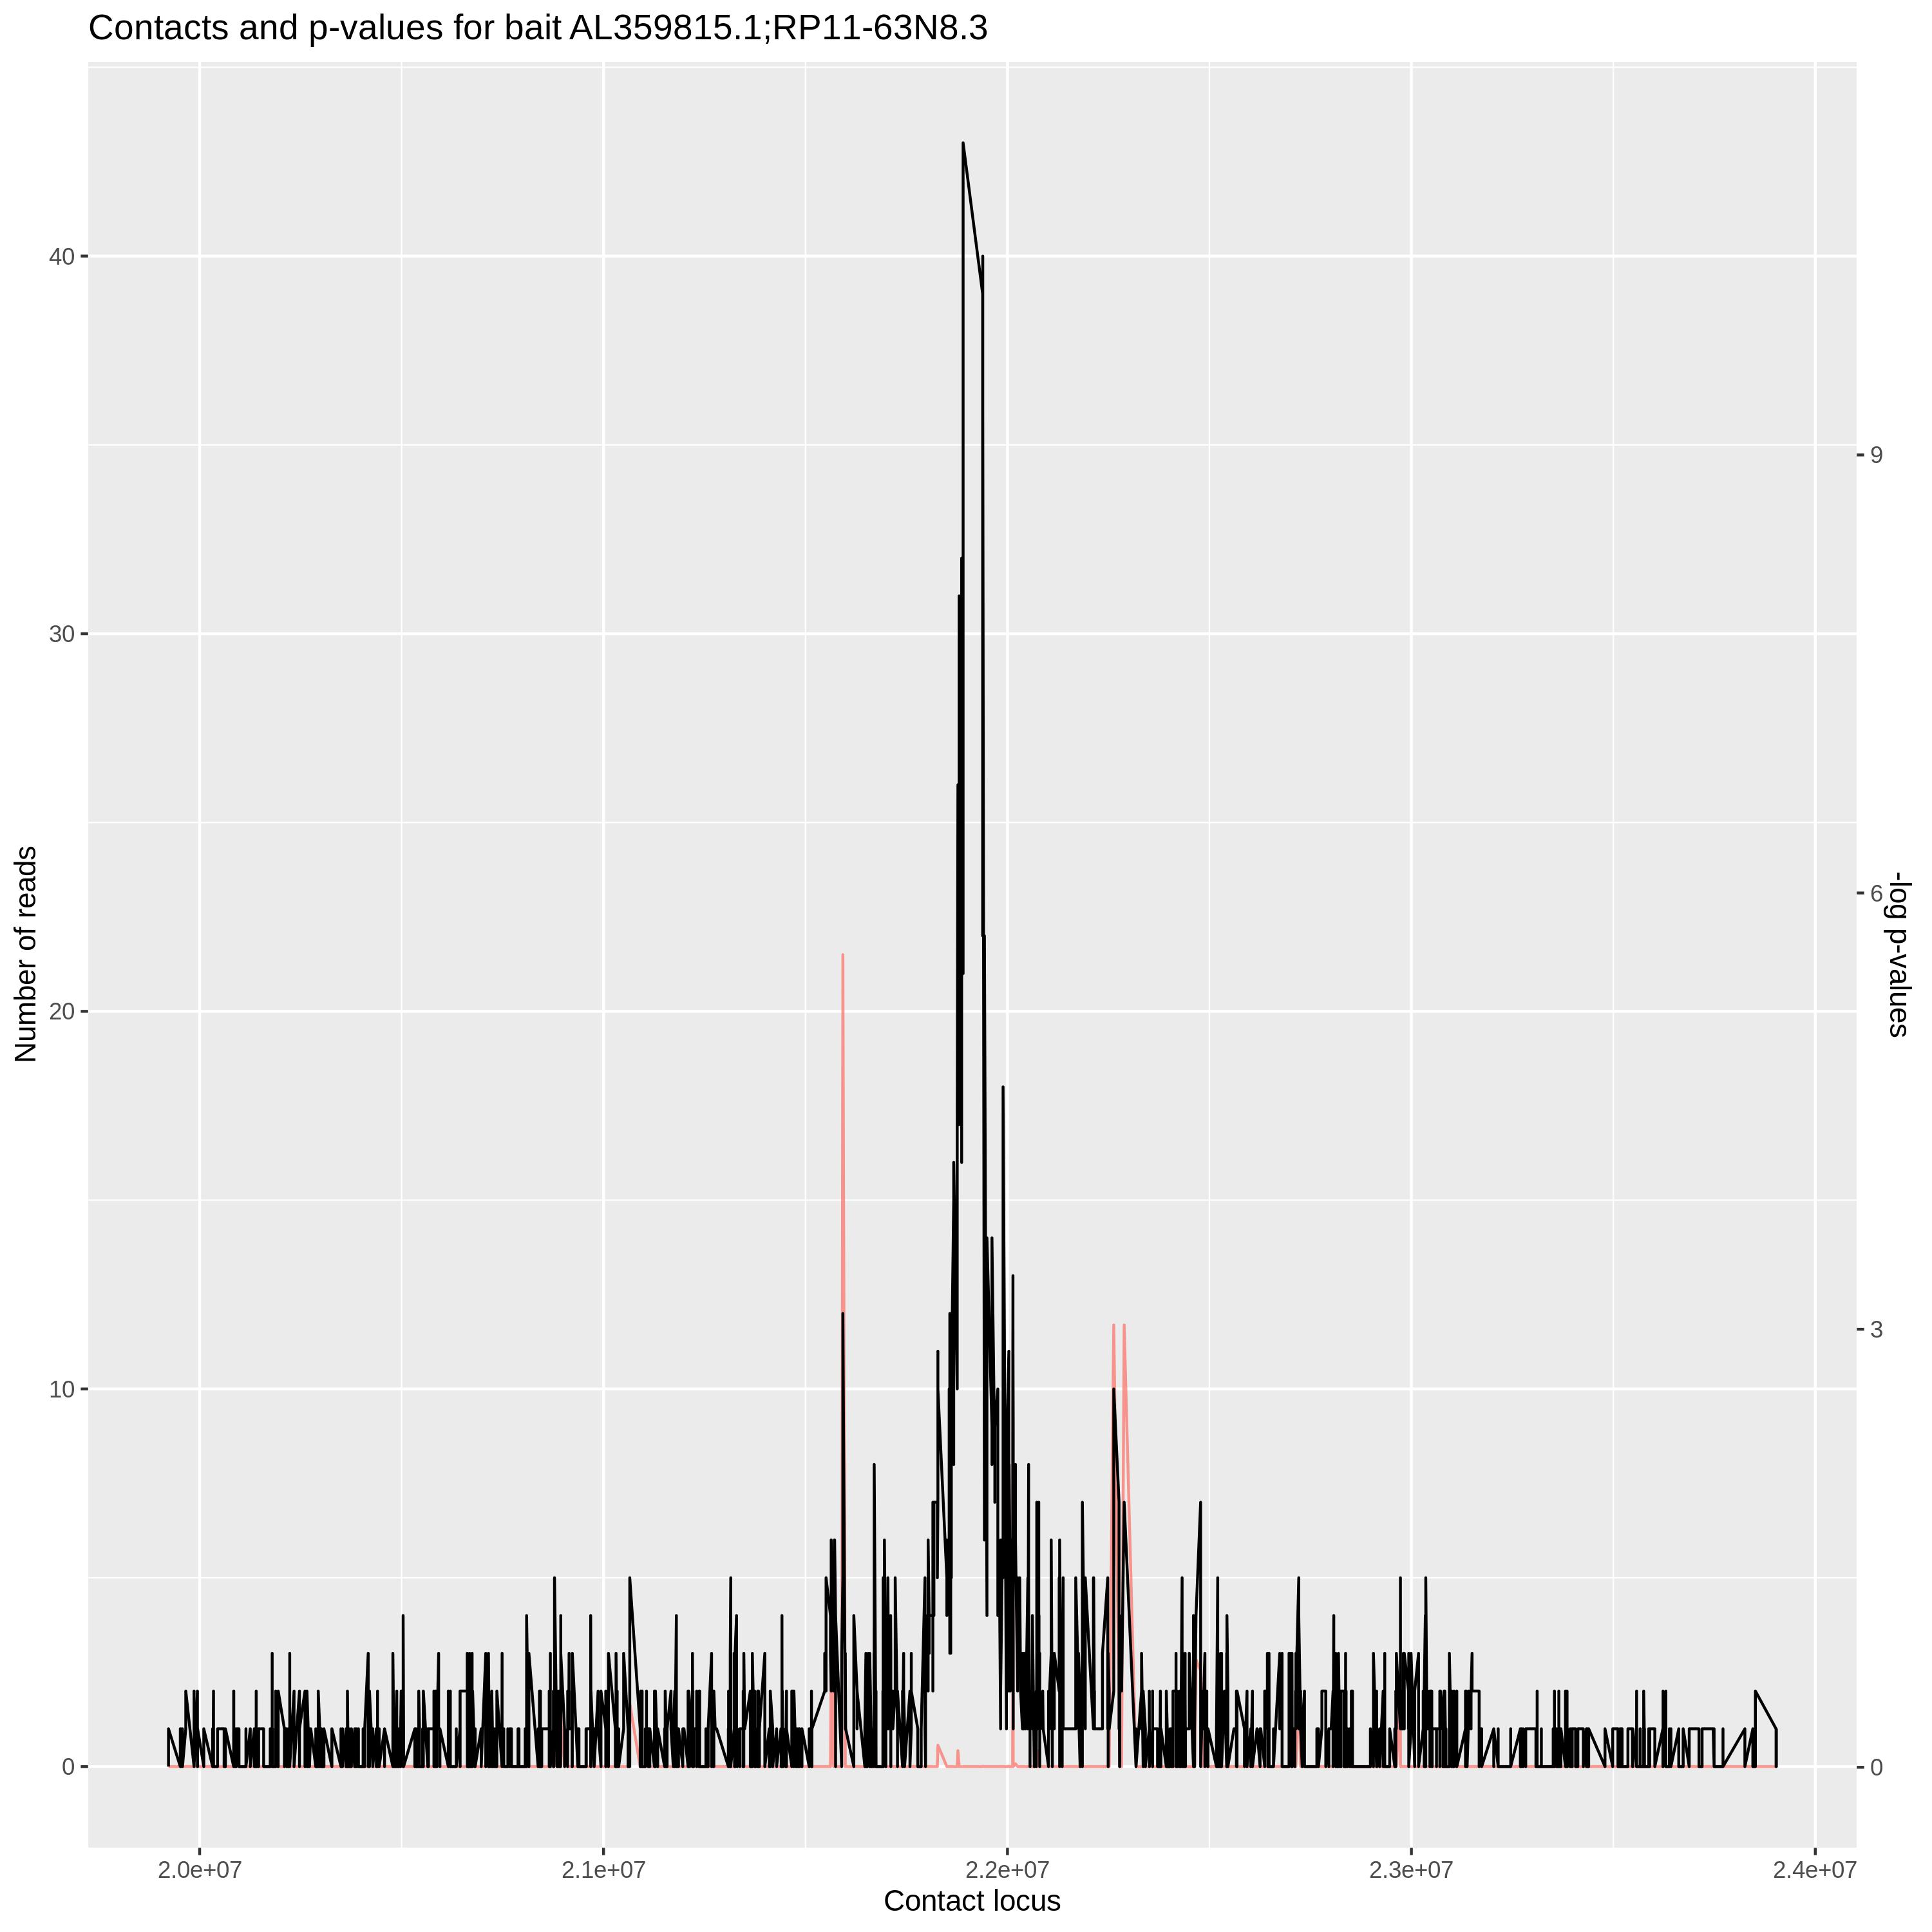 Contacts and p-values for bait AL359815.1;RP11-63N8.3
40
30
20
10
0
Number of reads
9
6
3
0
-log p-values
2.0e+07
2.1e+07
2.2e+07
2.3e+07
2.4e+07
Contact locus